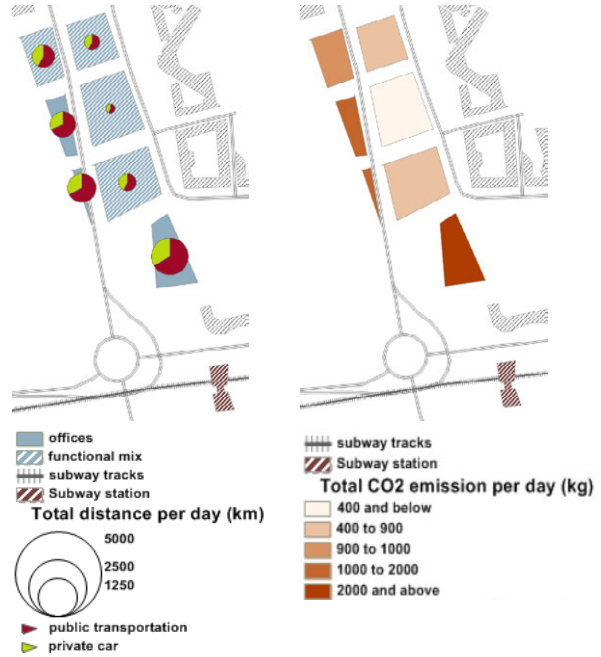 offices
functional mix
subway tracks
Subway station
Total distance per day (km)
5000
2500
1250
public transportation
private car
subway tracks
Subway station
Total CO2 emission per day (kg)
400 and below
400 to 900
900 to 1000
1000 to 2000
2000 and above